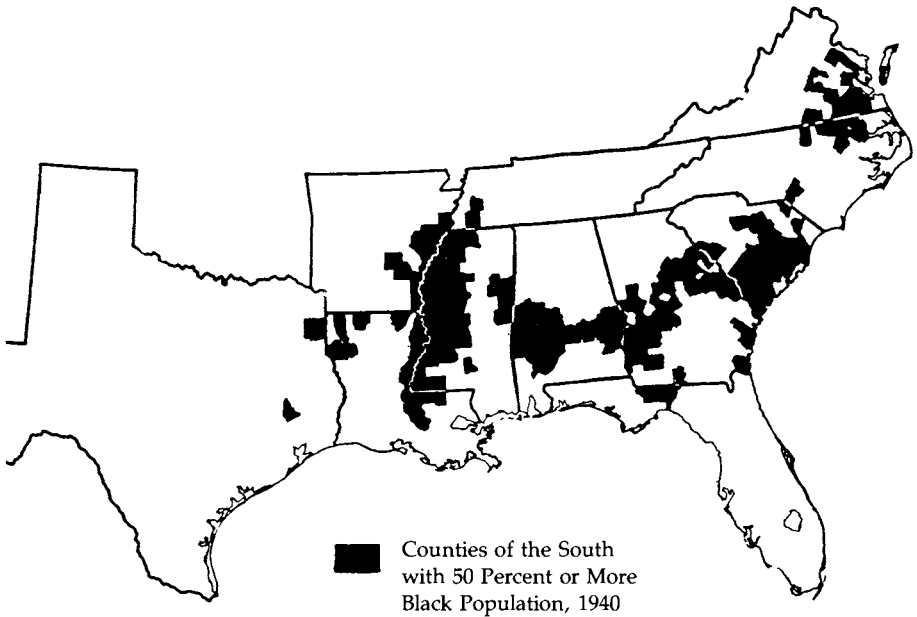 Counties of the South
with 50 Percent or More
Black Population, 1940